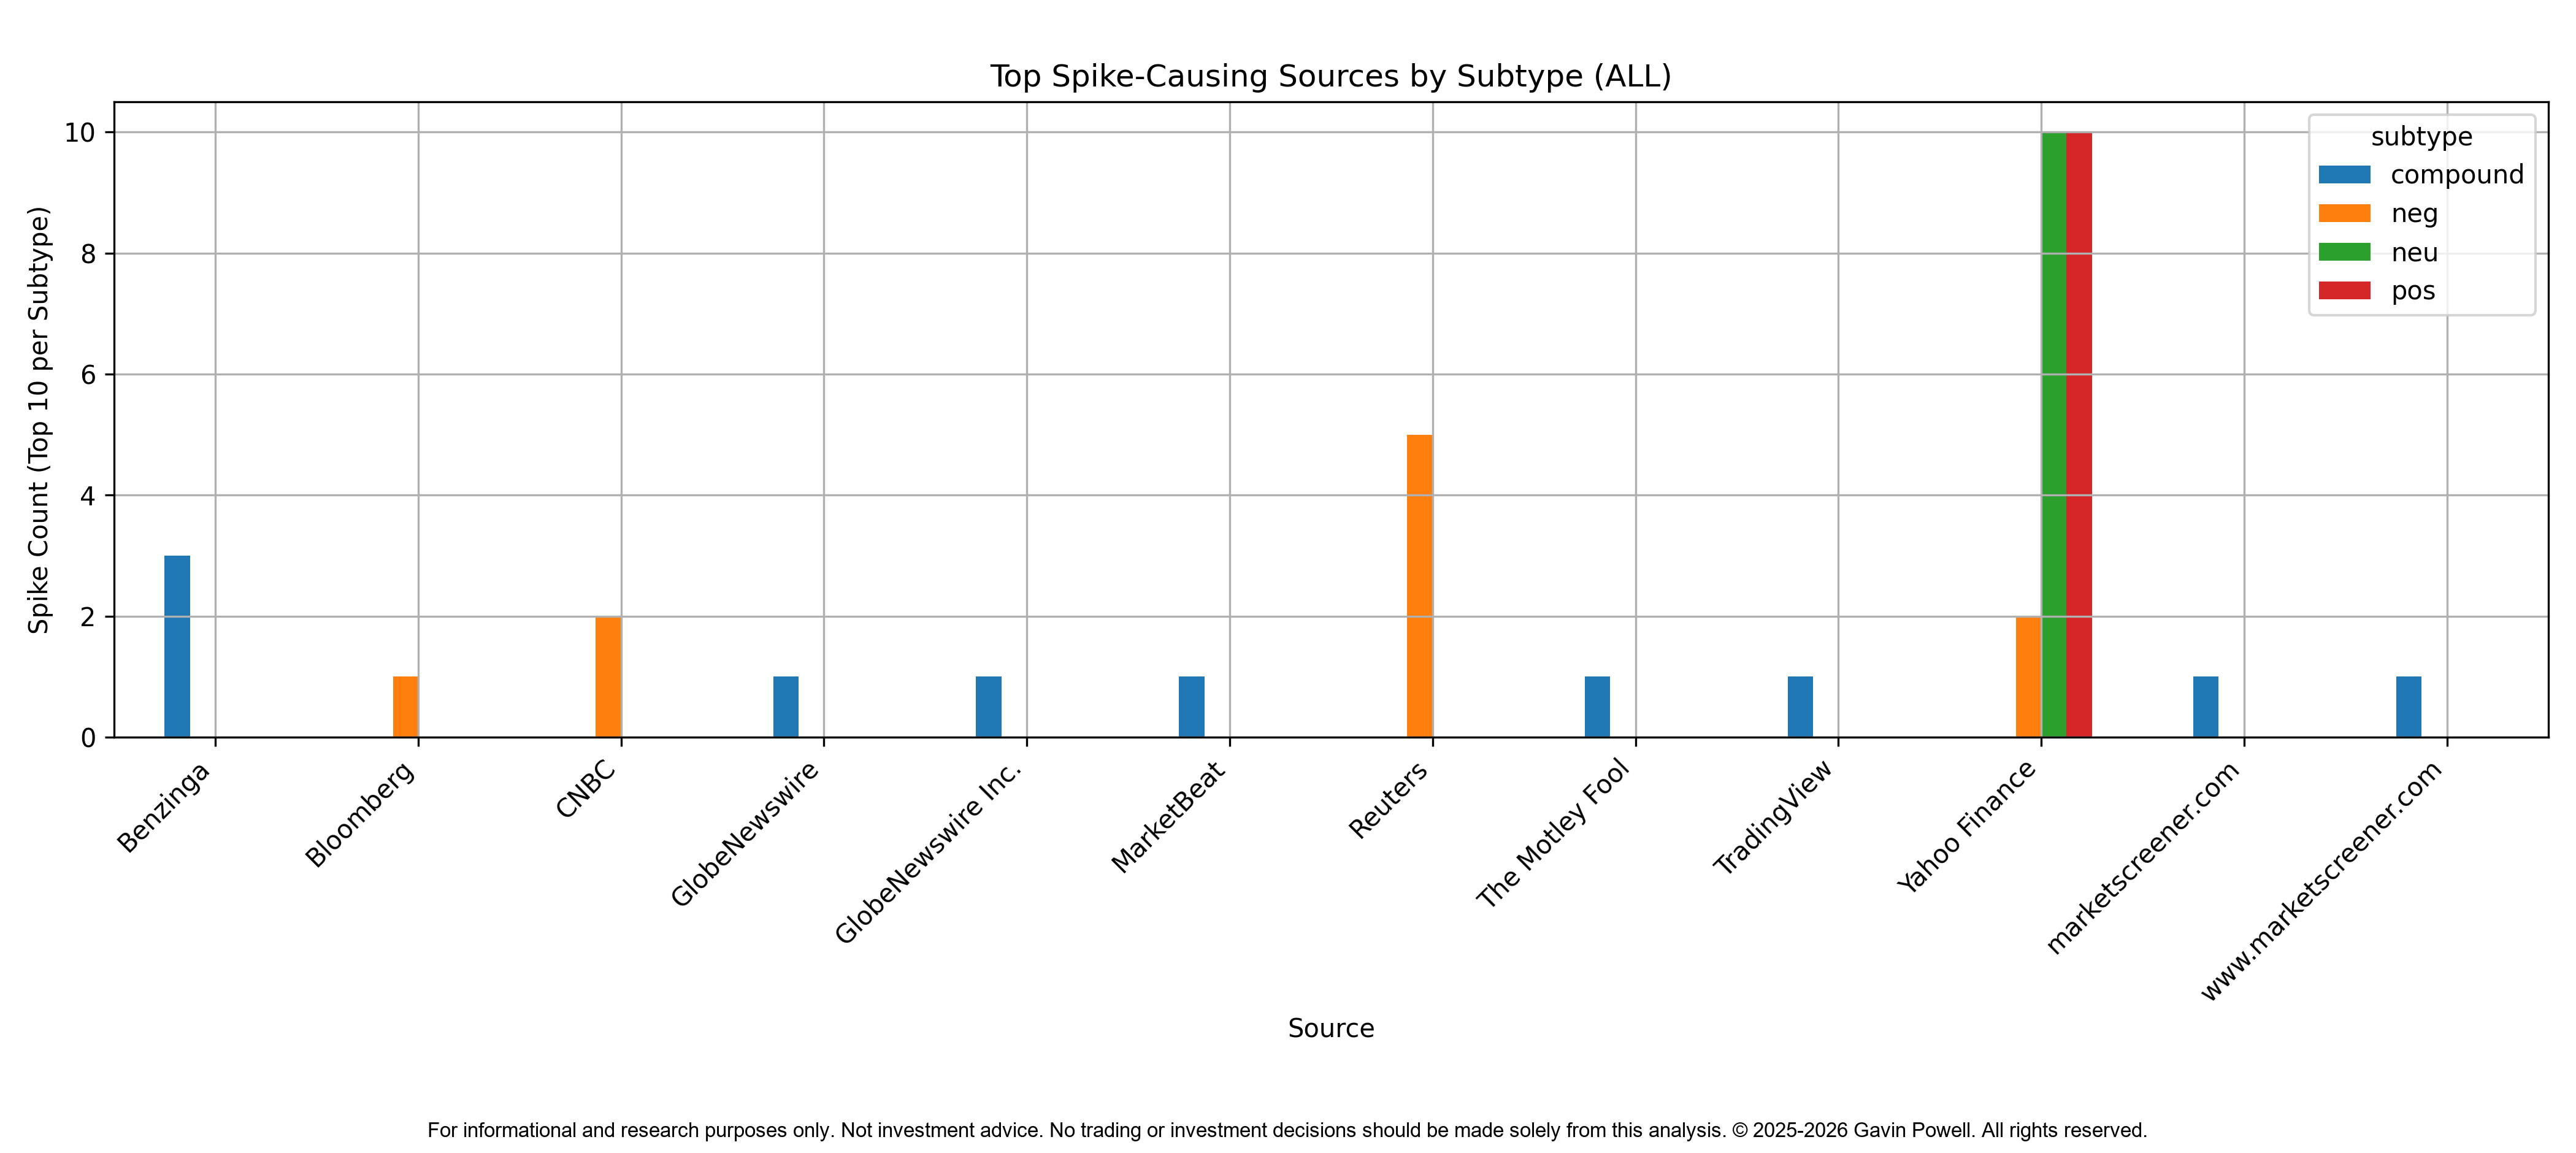 Top Spike-Causing Sources by Subtype (ALL)
Spike Count (Top 10 per Subtype)
10
8
6
4
2
0
subtype
compound
neg
neu
pos
Benzinga
Bloomberg
CNBC
GlobeNewswire
GlobeNewswire Inc.
MarketBeat
Reuters
The Motley Fool
TradingView
Yahoo Finance
marketscreener.com
www.marketscreener.com
Source
For informational and research purposes only. Not investment advice. No trading or investment decisions should be made solely from this analysis. © 2025-2026 Gavin Powell. All rights reserved.